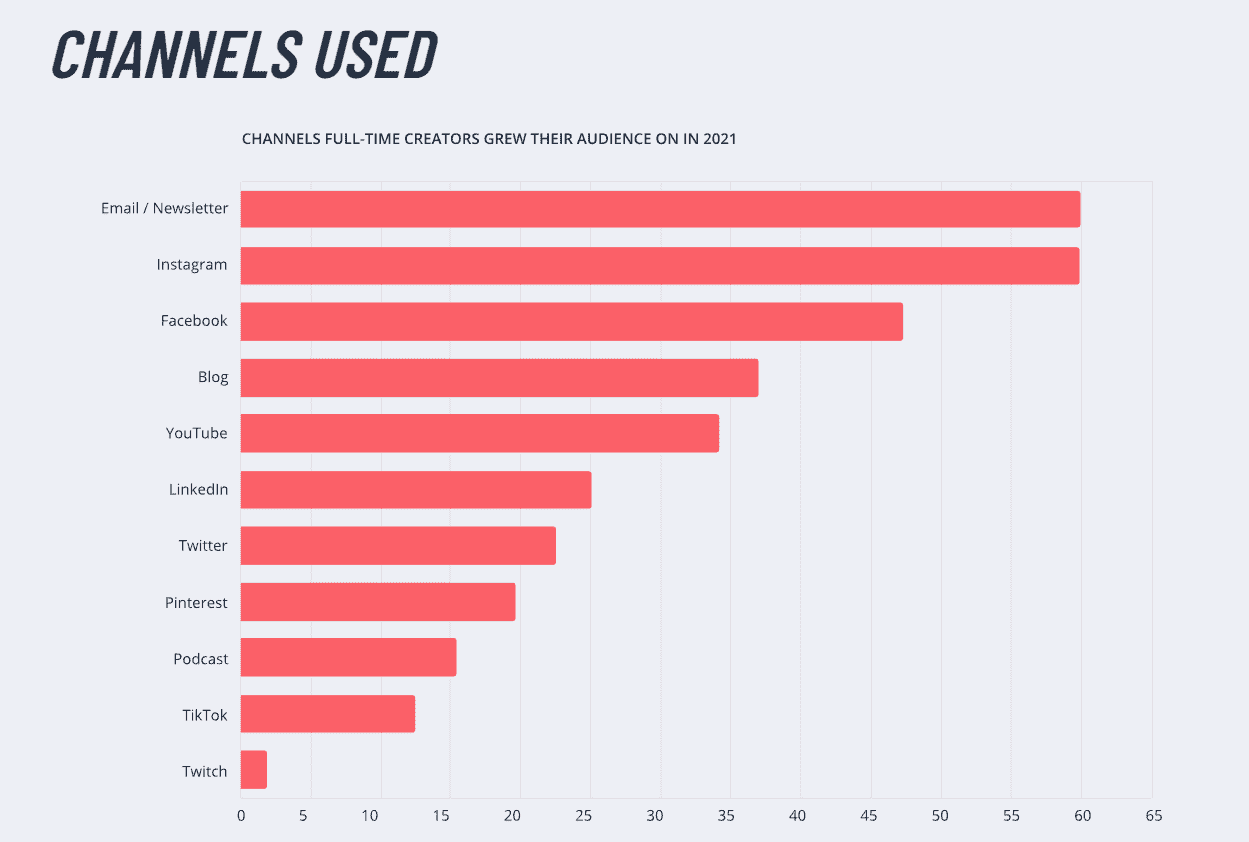 CHANNELS USED
CHANNELS FULL-TIME CREATORS GREW THEIR AUDIENCE ON IN 2021
Email / Newsletter
Instagram
Facebook
Blog
YouTube
LinkedIn
Twitter
Pinterest
Podcast
TikTok
Twitch
0 5 10 15 20 25 30 35 40 45 50 55 60 65